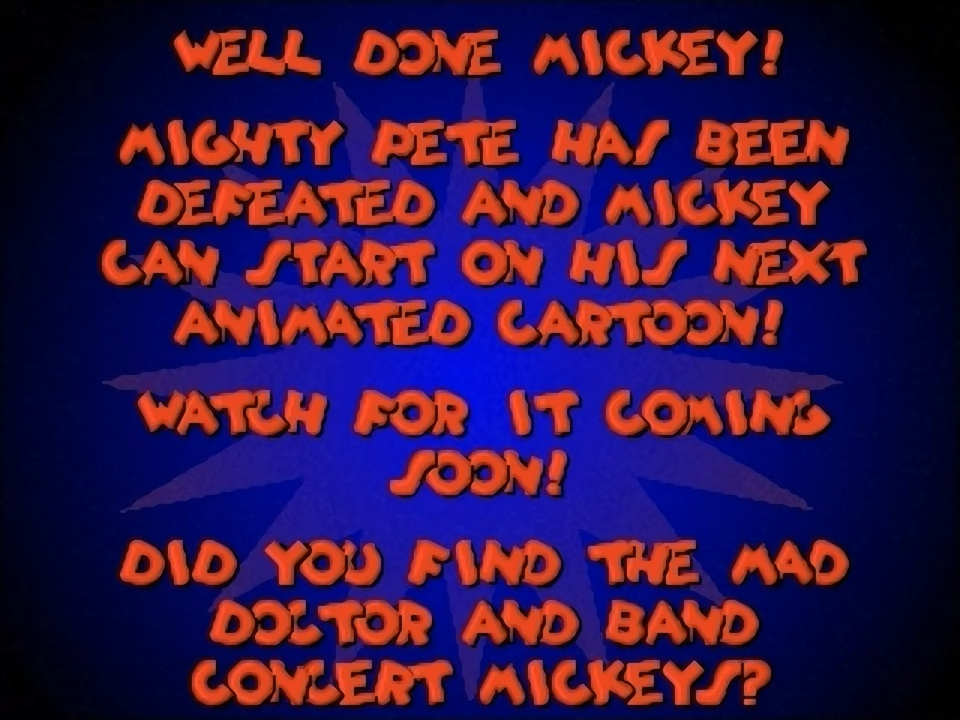 WELL DONE MICKEY!
MIGHTY PETE HAS BEEN
DEFEATED AND MICKEY
CAN START ON HIS NEXT
ANIMATED CARTOON!
WATCH FOR IT COMING
SOON!
DID YOU FIND THE MAD
DOCTOR AND BAND
CONCERT MICKEYS?